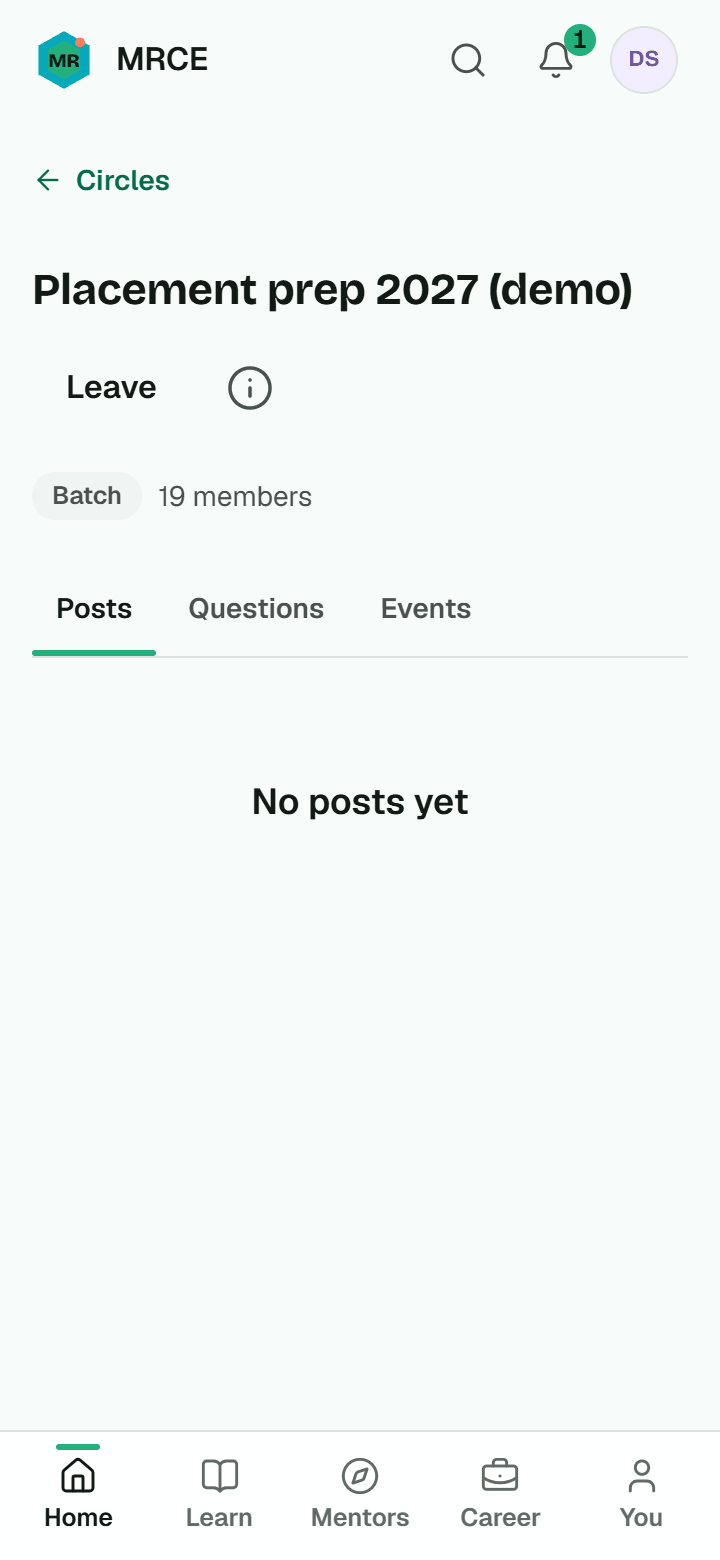 MR MRCE 1 DS
Circles
Placement prep 2027 (demo)
Leave
Batch 19 members
Posts Questions Events
No posts yet
Home Learn Mentors Career You